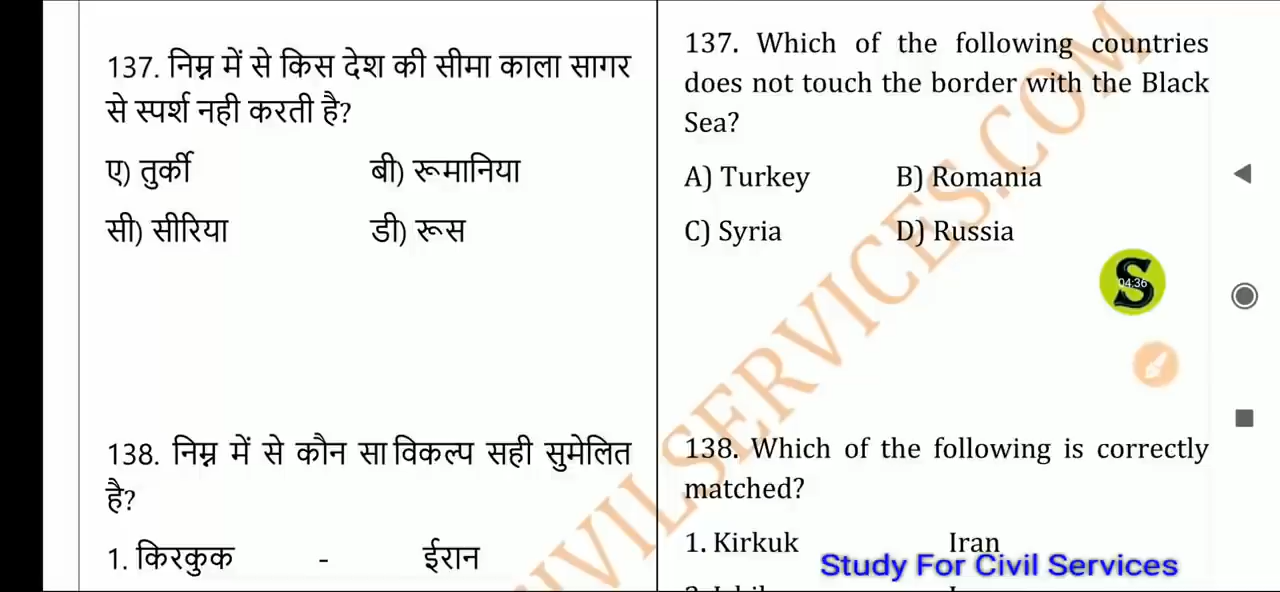 137. निम्न में से किस देश की सीमा काला सागर
से स्पर्श नही करती है?
ए) तुर्की बी) रूमानिया
सी) सीरिया डी) रूस
138. निम्न में से कौन सा विकल्प सही सुमेलित
है?
1. किरकुक - ईरान
137. Which of the following countries
does not touch the border with the Black
Sea?
A) Turkey B) Romania
C) Syria D) Russia
04:36
138. Which of the following is correctly
matched?
1. Kirkuk Iran
Study For Civil Services
CIVILSERVICES.COM